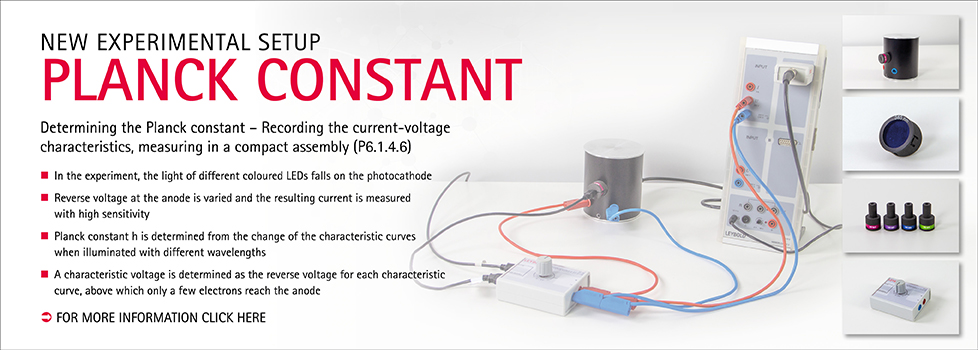 NEW EXPERIMENTAL SETUP
PLANCK CONSTANT
Determining the Planck constant – Recording the current-voltage
characteristics, measuring in a compact assembly (P6.1.4.6)
In the experiment, the light of different coloured LEDs falls on the photocathode
Reverse voltage at the anode is varied and the resulting current is measured
with high sensitivity
Planck constant h is determined from the change of the characteristic curves
when illuminated with different wavelengths
A characteristic voltage is determined as the reverse voltage for each characteristic
curve, above which only a few electrons reach the anode
FOR MORE INFORMATION CLICK HERE
INPUT
INPUT
INPUT